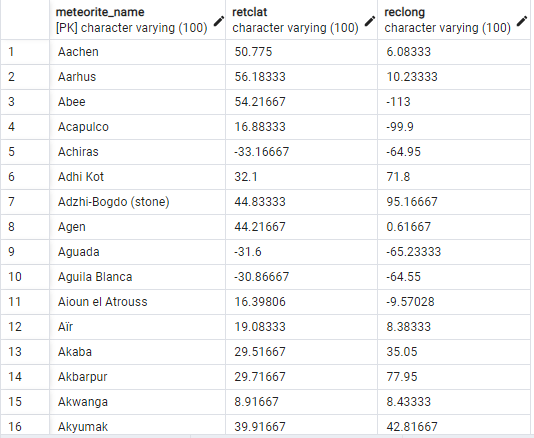 meteorite_name retclat reclong
[PK] character varying (100) character varying (100) character varying (100)
1 Aachen 50.775 6.08333
2 Aarhus 56.18333 10.23333
3 Abee 54.21667 -113
4 Acapulco 16.88333 -99.9
5 Achiras -33.16667 -64.95
6 Adhi Kot 32.1 71.8
7 Adzhi-Bogdo (stone) 44.83333 95.16667
8 Agen 44.21667 0.61667
9 Aguada -31.6 -65.23333
10 Aguila Blanca -30.86667 -64.55
11 Aioun el Atrouss 16.39806 -9.57028
12 Aïr 19.08333 8.38333
13 Akaba 29.51667 35.05
14 Akbarpur 29.71667 77.95
15 Akwanga 8.91667 8.43333
16 Akyumak 39.91667 42.81667